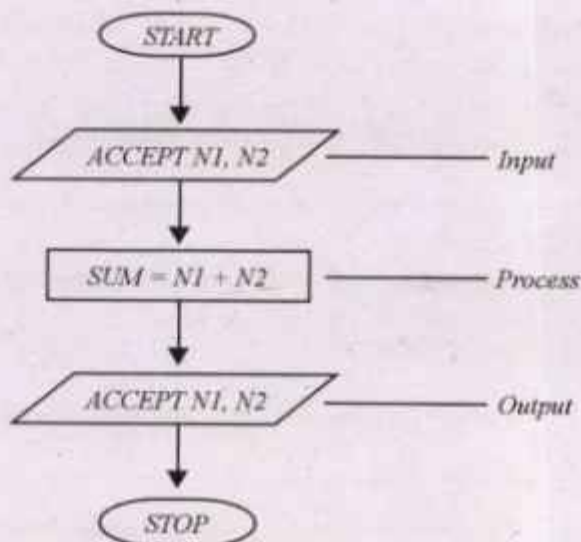 START
ACCEPT N1, N2 Input
SUM = N1 + N2 Process
ACCEPT N1, N2 Output
STOP